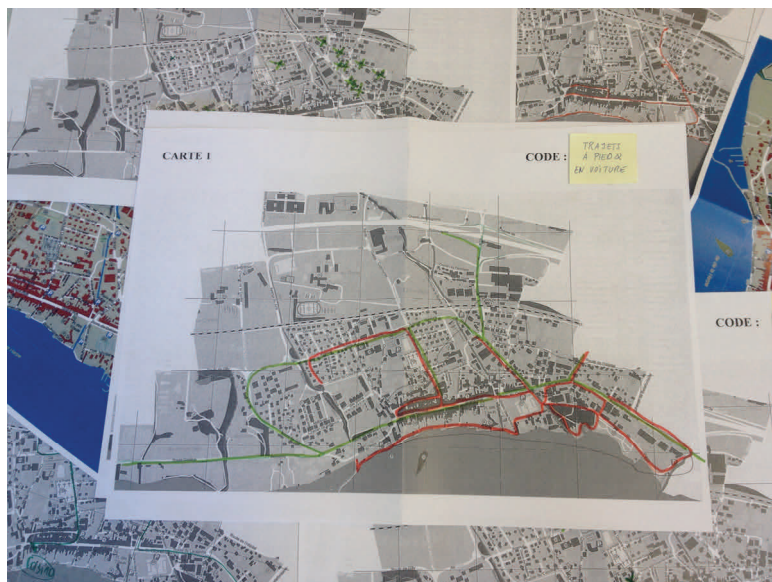 CARTE 1
CODE :
TRAJETS
A PIED &
EN VOITURE
CODE :